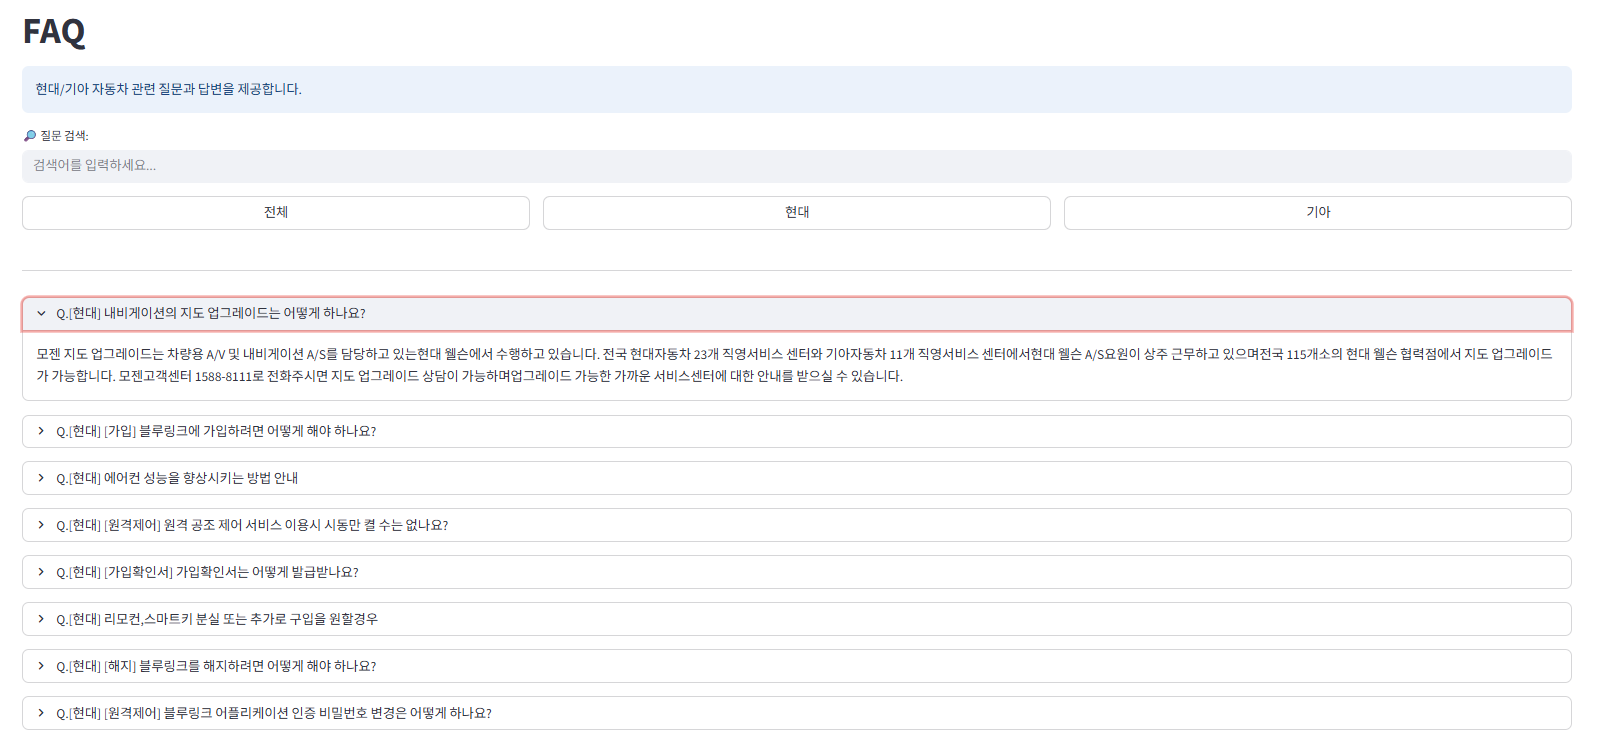 FAQ
현대/기아 자동차 관련 질문과 답변을 제공합니다.
질문 검색:
검색어를 입력하세요...
전체
현대
기아
Q.[현대] 내비게이션의 지도 업그레이드는 어떻게 하나요?
모젠 지도 업그레이드는 차량용 A/V 및 내비게이션 A/S를 담당하고 있는현대 웰슨에서 수행하고 있습니다. 전국 현대자동차 23개 직영서비스 센터와 기아자동차 11개 직영서비스 센터에서현대 웰슨 A/S요원이 상주 근무하고 있으며전국 115개소의 현대 웰슨 협력점에서 지도 업그레이드
가 가능합니다. 모젠고객센터 1588-8111로 전화주시면 지도 업그레이드 상담이 가능하며업그레이드 가능한 가까운 서비스센터에 대한 안내를 받으실 수 있습니다.
Q.[현대] [가입] 블루링크에 가입하려면 어떻게 해야 하나요?
Q.[현대] 에어컨 성능을 향상시키는 방법 안내
Q.[현대] [원격제어] 원격 공조 제어 서비스 이용시 시동만 켤 수는 없나요?
Q.[현대] [가입확인서] 가입확인서는 어떻게 발급받나요?
Q.[현대] 리모컨,스마트키 분실 또는 추가로 구입을 원할경우
Q.[현대] [해지] 블루링크를 해지하려면 어떻게 해야 하나요?
Q.[현대] [원격제어] 블루링크 어플리케이션 인증 비밀번호 변경은 어떻게 하나요?